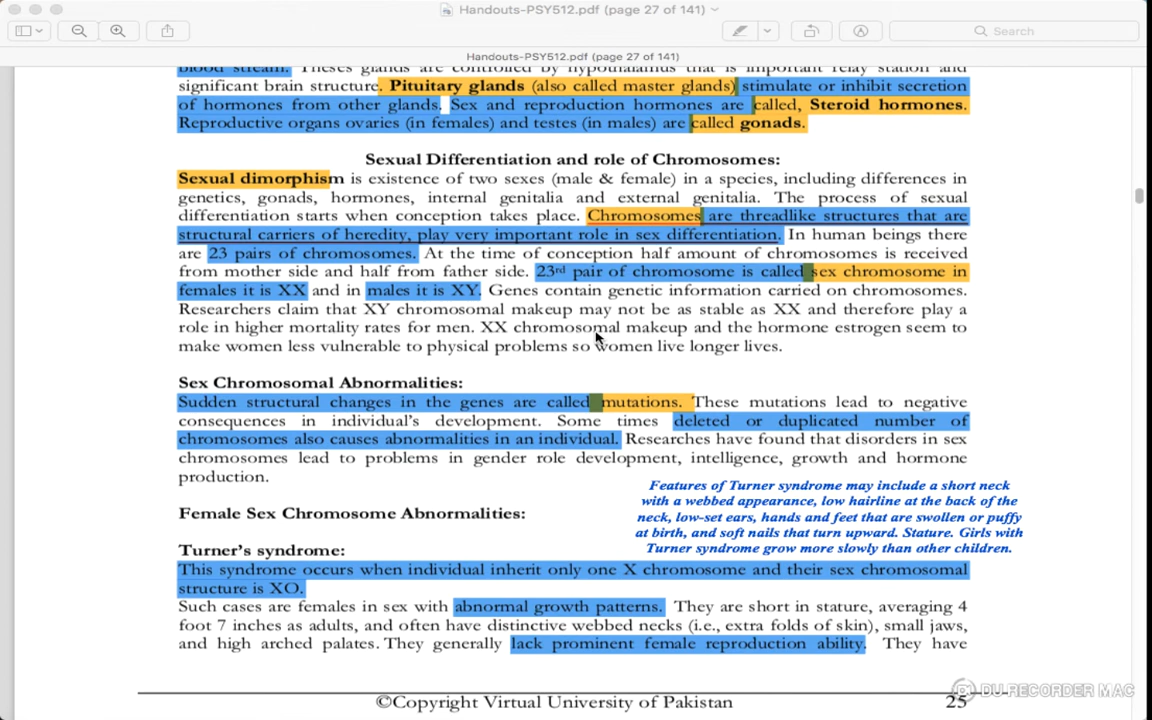 Handouts-PSY512.pdf (page 27 of 141)
Search
Handouts-PSY512.pdf (page 27 of 141)
blood stream. Theses glands are controlled by hypothalamus that is important relay station and
significant brain structure. Pituitary glands (also called master glands) stimulate or inhibit secretion
of hormones from other glands. Sex and reproduction hormones are called, Steroid hormones.
Reproductive organs ovaries (in females) and testes (in males) are called gonads.
Sexual Differentiation and role of Chromosomes:
Sexual dimorphism is existence of two sexes (male & female) in a species, including differences in
genetics, gonads, hormones, internal genitalia and external genitalia. The process of sexual
differentiation starts when conception takes place. Chromosomes are threadlike structures that are
structural carriers of heredity, play very important role in sex differentiation. In human beings there
are 23 pairs of chromosomes. At the time of conception half amount of chromosomes is received
from mother side and half from father side. 23rd pair of chromosome is called sex chromosome in
females it is XX and in males it is XY. Genes contain genetic information carried on chromosomes.
Researchers claim that XY chromosomal makeup may not be as stable as XX and therefore play a
role in higher mortality rates for men. XX chromosomal makeup and the hormone estrogen seem to
make women less vulnerable to physical problems so women live longer lives.
Sex Chromosomal Abnormalities:
Sudden structural changes in the genes are called mutations. These mutations lead to negative
consequences in individual's development. Some times deleted or duplicated number of
chromosomes also causes abnormalities in an individual. Researches have found that disorders in sex
chromosomes lead to problems in gender role development, intelligence, growth and hormone
production.
Features of Turner syndrome may include a short neck
with a webbed appearance, low hairline at the back of the
neck, low-set ears, hands and feet that are swollen or puffy
at birth, and soft nails that turn upward. Stature. Girls with
Turner syndrome grow more slowly than other children.
Female Sex Chromosome Abnormalities:
Turner's syndrome:
This syndrome occurs when individual inherit only one X chromosome and their sex chromosomal
structure is XO.
Such cases are females in sex with abnormal growth patterns. They are short in stature, averaging 4
foot 7 inches as adults, and often have distinctive webbed necks (i.e., extra folds of skin), small jaws,
and high arched palates. They generally lack prominent female reproduction ability. They have
©Copyright Virtual University of Pakistan
25
DU RECORDER MAC